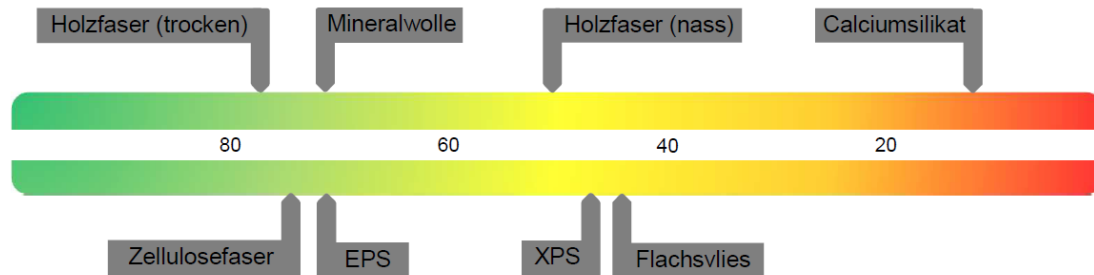 Holzfaser (trocken) Mineralwolle Holzfaser (nass) Calciumsilikat
80 60 40 20
Zellulosefaser EPS XPS Flachsvlies